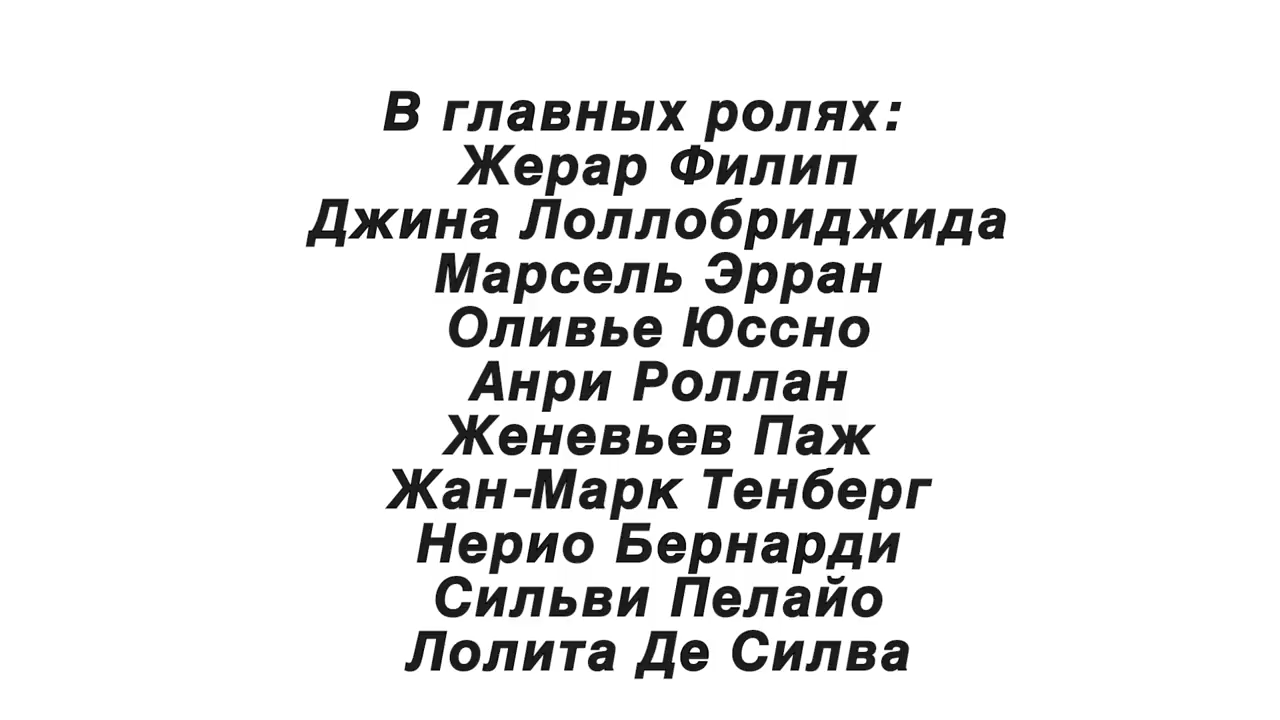 В главных ролях:
Жерар Филип
Джина Лоллобриджида
Марсель Эрран
Оливье Юссно
Анри Роллан
Женевьев Паж
Жан-Марк Тенберг
Нерио Бернарди
Сильви Пелайо
Лолита Де Силва